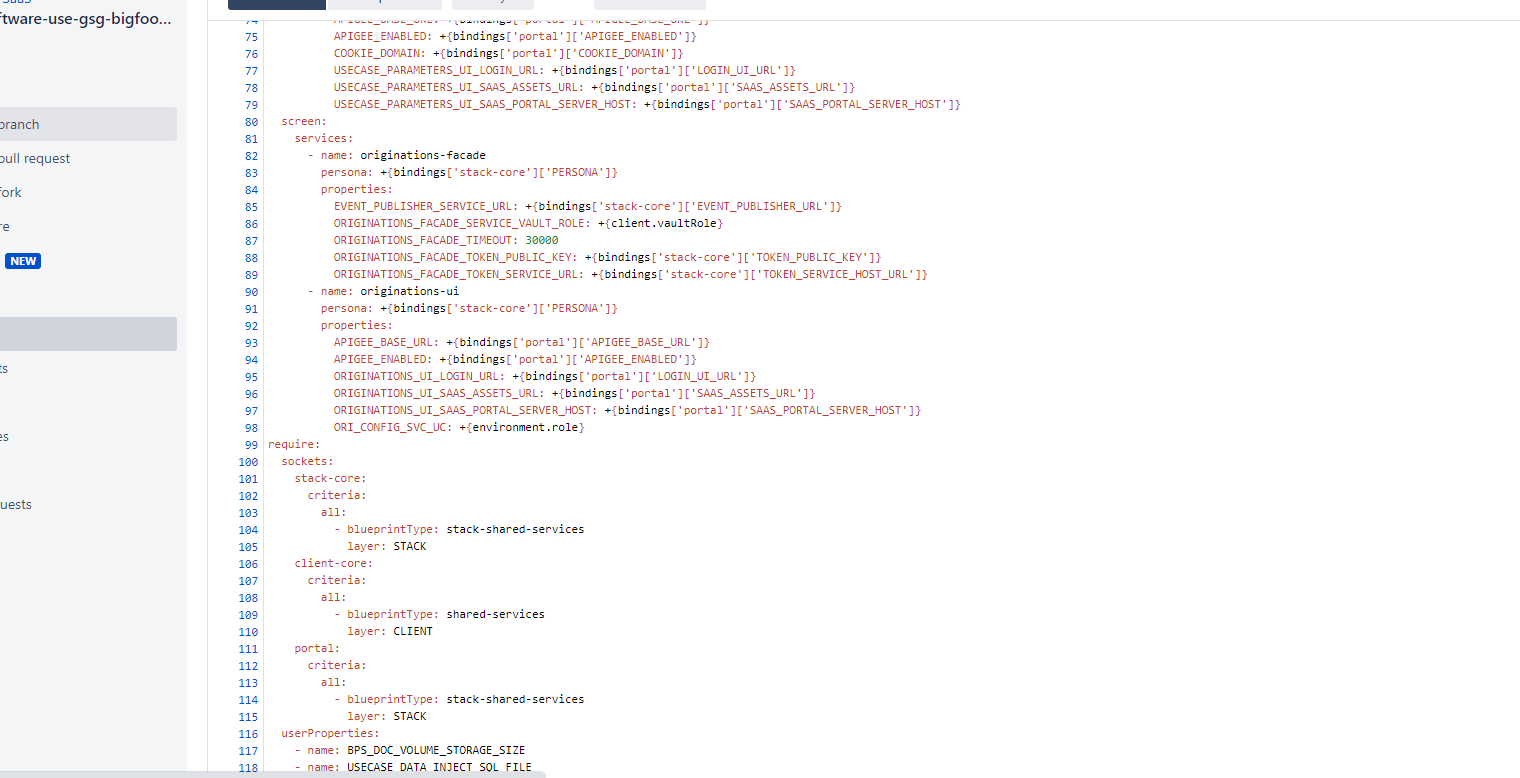 SaaS
ftware-use-gsg-bigfoo...
branch
pull request
fork
re
NEW
ts
es
uests
74 APIGEE_BASE_URL: +{bindings['portal']['APIGEE_BASE_URL']}
75 APIGEE_ENABLED: +{bindings['portal']['APIGEE_ENABLED']}
76 COOKIE_DOMAIN: +{bindings['portal']['COOKIE_DOMAIN']}
77 USECASE_PARAMETERS_UI_LOGIN_URL: +{bindings['portal']['LOGIN_UI_URL']}
78 USECASE_PARAMETERS_UI_SAAS_ASSETS_URL: +{bindings['portal']['SAAS_ASSETS_URL']}
79 USECASE_PARAMETERS_UI_SAAS_PORTAL_SERVER_HOST: +{bindings['portal']['SAAS_PORTAL_SERVER_HOST']}
80 screen:
81 services:
82 - name: originations-facade
83 persona: +{bindings['stack-core']['PERSONA']}
84 properties:
85 EVENT_PUBLISHER_SERVICE_URL: +{bindings['stack-core']['EVENT_PUBLISHER_URL']}
86 ORIGINATIONS_FACADE_SERVICE_VAULT_ROLE: +{client.vaultRole}
87 ORIGINATIONS_FACADE_TIMEOUT: 30000
88 ORIGINATIONS_FACADE_TOKEN_PUBLIC_KEY: +{bindings['stack-core']['TOKEN_PUBLIC_KEY']}
89 ORIGINATIONS_FACADE_TOKEN_SERVICE_URL: +{bindings['stack-core']['TOKEN_SERVICE_HOST_URL']}
90 - name: originations-ui
91 persona: +{bindings['stack-core']['PERSONA']}
92 properties:
93 APIGEE_BASE_URL: +{bindings['portal']['APIGEE_BASE_URL']}
94 APIGEE_ENABLED: +{bindings['portal']['APIGEE_ENABLED']}
95 ORIGINATIONS_UI_LOGIN_URL: +{bindings['portal']['LOGIN_UI_URL']}
96 ORIGINATIONS_UI_SAAS_ASSETS_URL: +{bindings['portal']['SAAS_ASSETS_URL']}
97 ORIGINATIONS_UI_SAAS_PORTAL_SERVER_HOST: +{bindings['portal']['SAAS_PORTAL_SERVER_HOST']}
98 ORI_CONFIG_SVC_UC: +{environment.role}
99 require:
100 sockets:
101 stack-core:
102 criteria:
103 all:
104 - blueprintType: stack-shared-services
105 layer: STACK
106 client-core:
107 criteria:
108 all:
109 - blueprintType: shared-services
110 layer: CLIENT
111 portal:
112 criteria:
113 all:
114 - blueprintType: stack-shared-services
115 layer: STACK
116 userProperties:
117 - name: BPS_DOC_VOLUME_STORAGE_SIZE
118 - name: USECASE_DATA_INJECT_SQL_FILE